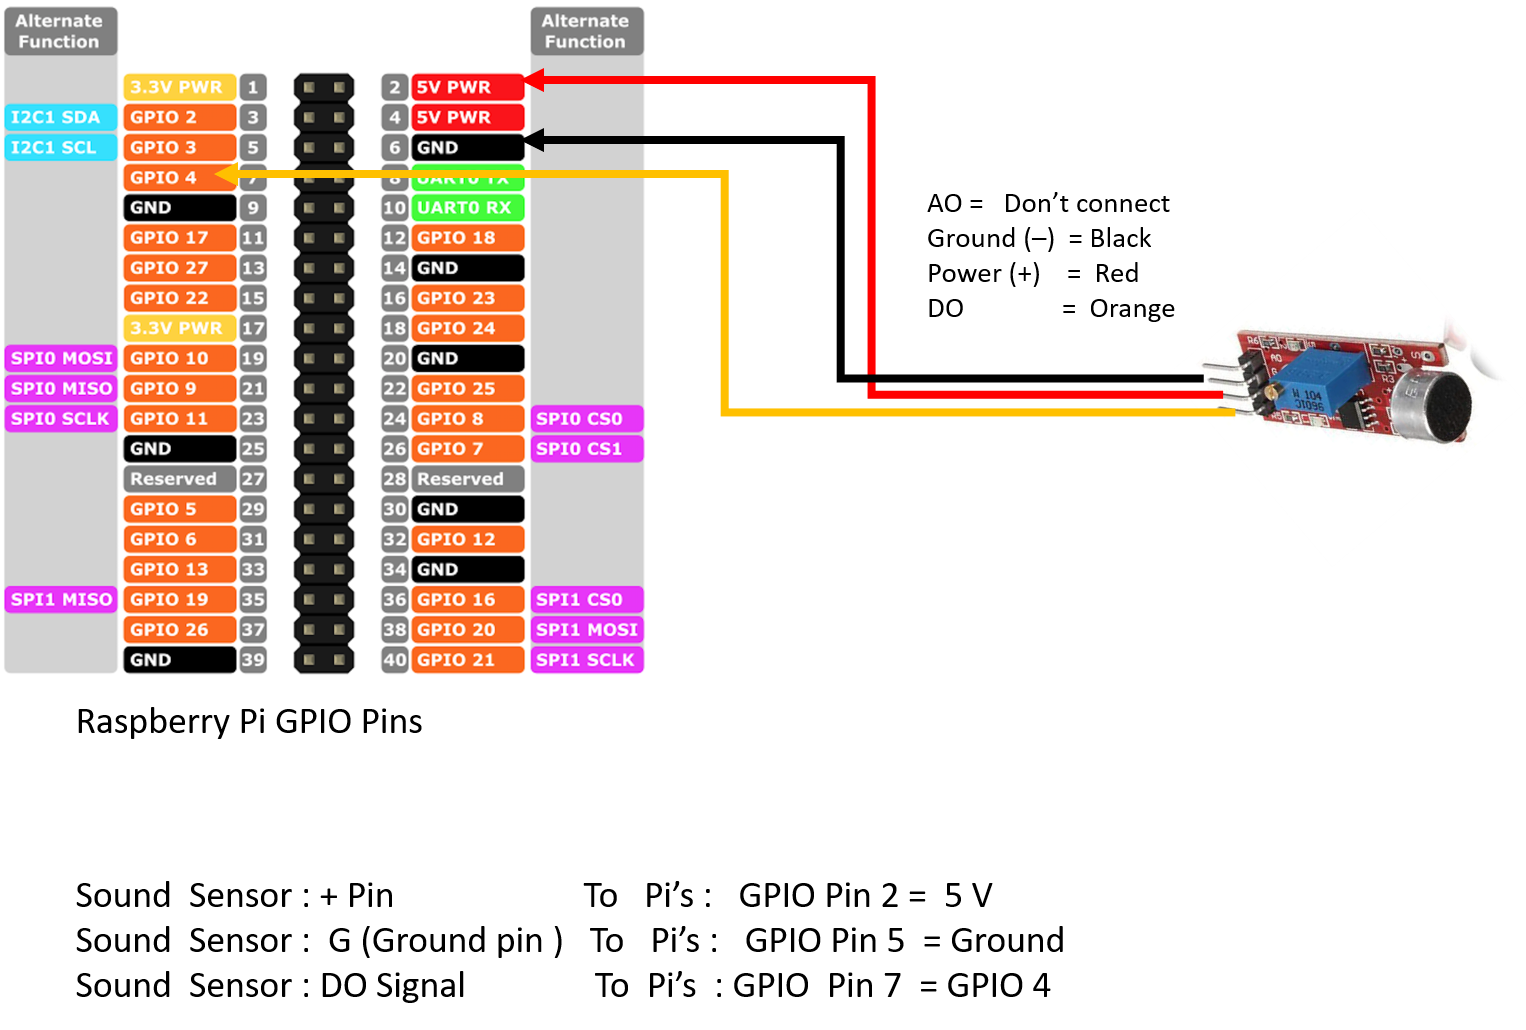 Alternate Function
Alternate Function
3.3V PWR 1 2 5V PWR
I2C1 SDA GPIO 2 3 4 5V PWR
I2C1 SCL GPIO 3 5 6 GND
GPIO 4 7 8 UART0 TX
GND 9 10 UART0 RX
GPIO 17 11 12 GPIO 18
GPIO 27 13 14 GND
GPIO 22 15 16 GPIO 23
3.3V PWR 17 18 GPIO 24
SPI0 MOSI GPIO 10 19 20 GND
SPI0 MISO GPIO 9 21 22 GPIO 25
SPI0 SCLK GPIO 11 23 24 GPIO 8 SPI0 CS0
GND 25 26 GPIO 7 SPI0 CS1
Reserved 27 28 Reserved
GPIO 5 29 30 GND
GPIO 6 31 32 GPIO 12
GPIO 13 33 34 GND
SPI1 MISO GPIO 19 35 36 GPIO 16 SPI1 CS0
GPIO 26 37 38 GPIO 20 SPI1 MOSI
GND 39 40 GPIO 21 SPI1 SCLK
AO = Don’t connect
Ground (–) = Black
Power (+) = Red
DO = Orange
R6
AO
R3
W 104
Raspberry Pi GPIO Pins
Sound Sensor : + Pin To Pi’s : GPIO Pin 2 = 5 V
Sound Sensor : G (Ground pin ) To Pi’s : GPIO Pin 5 = Ground
Sound Sensor : DO Signal To Pi’s : GPIO Pin 7 = GPIO 4